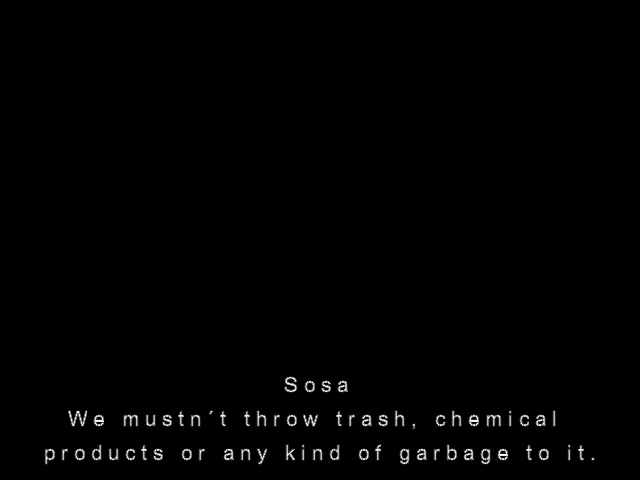 Sosa
We mustn´t throw trash, chemical
products or any kind of garbage to it.